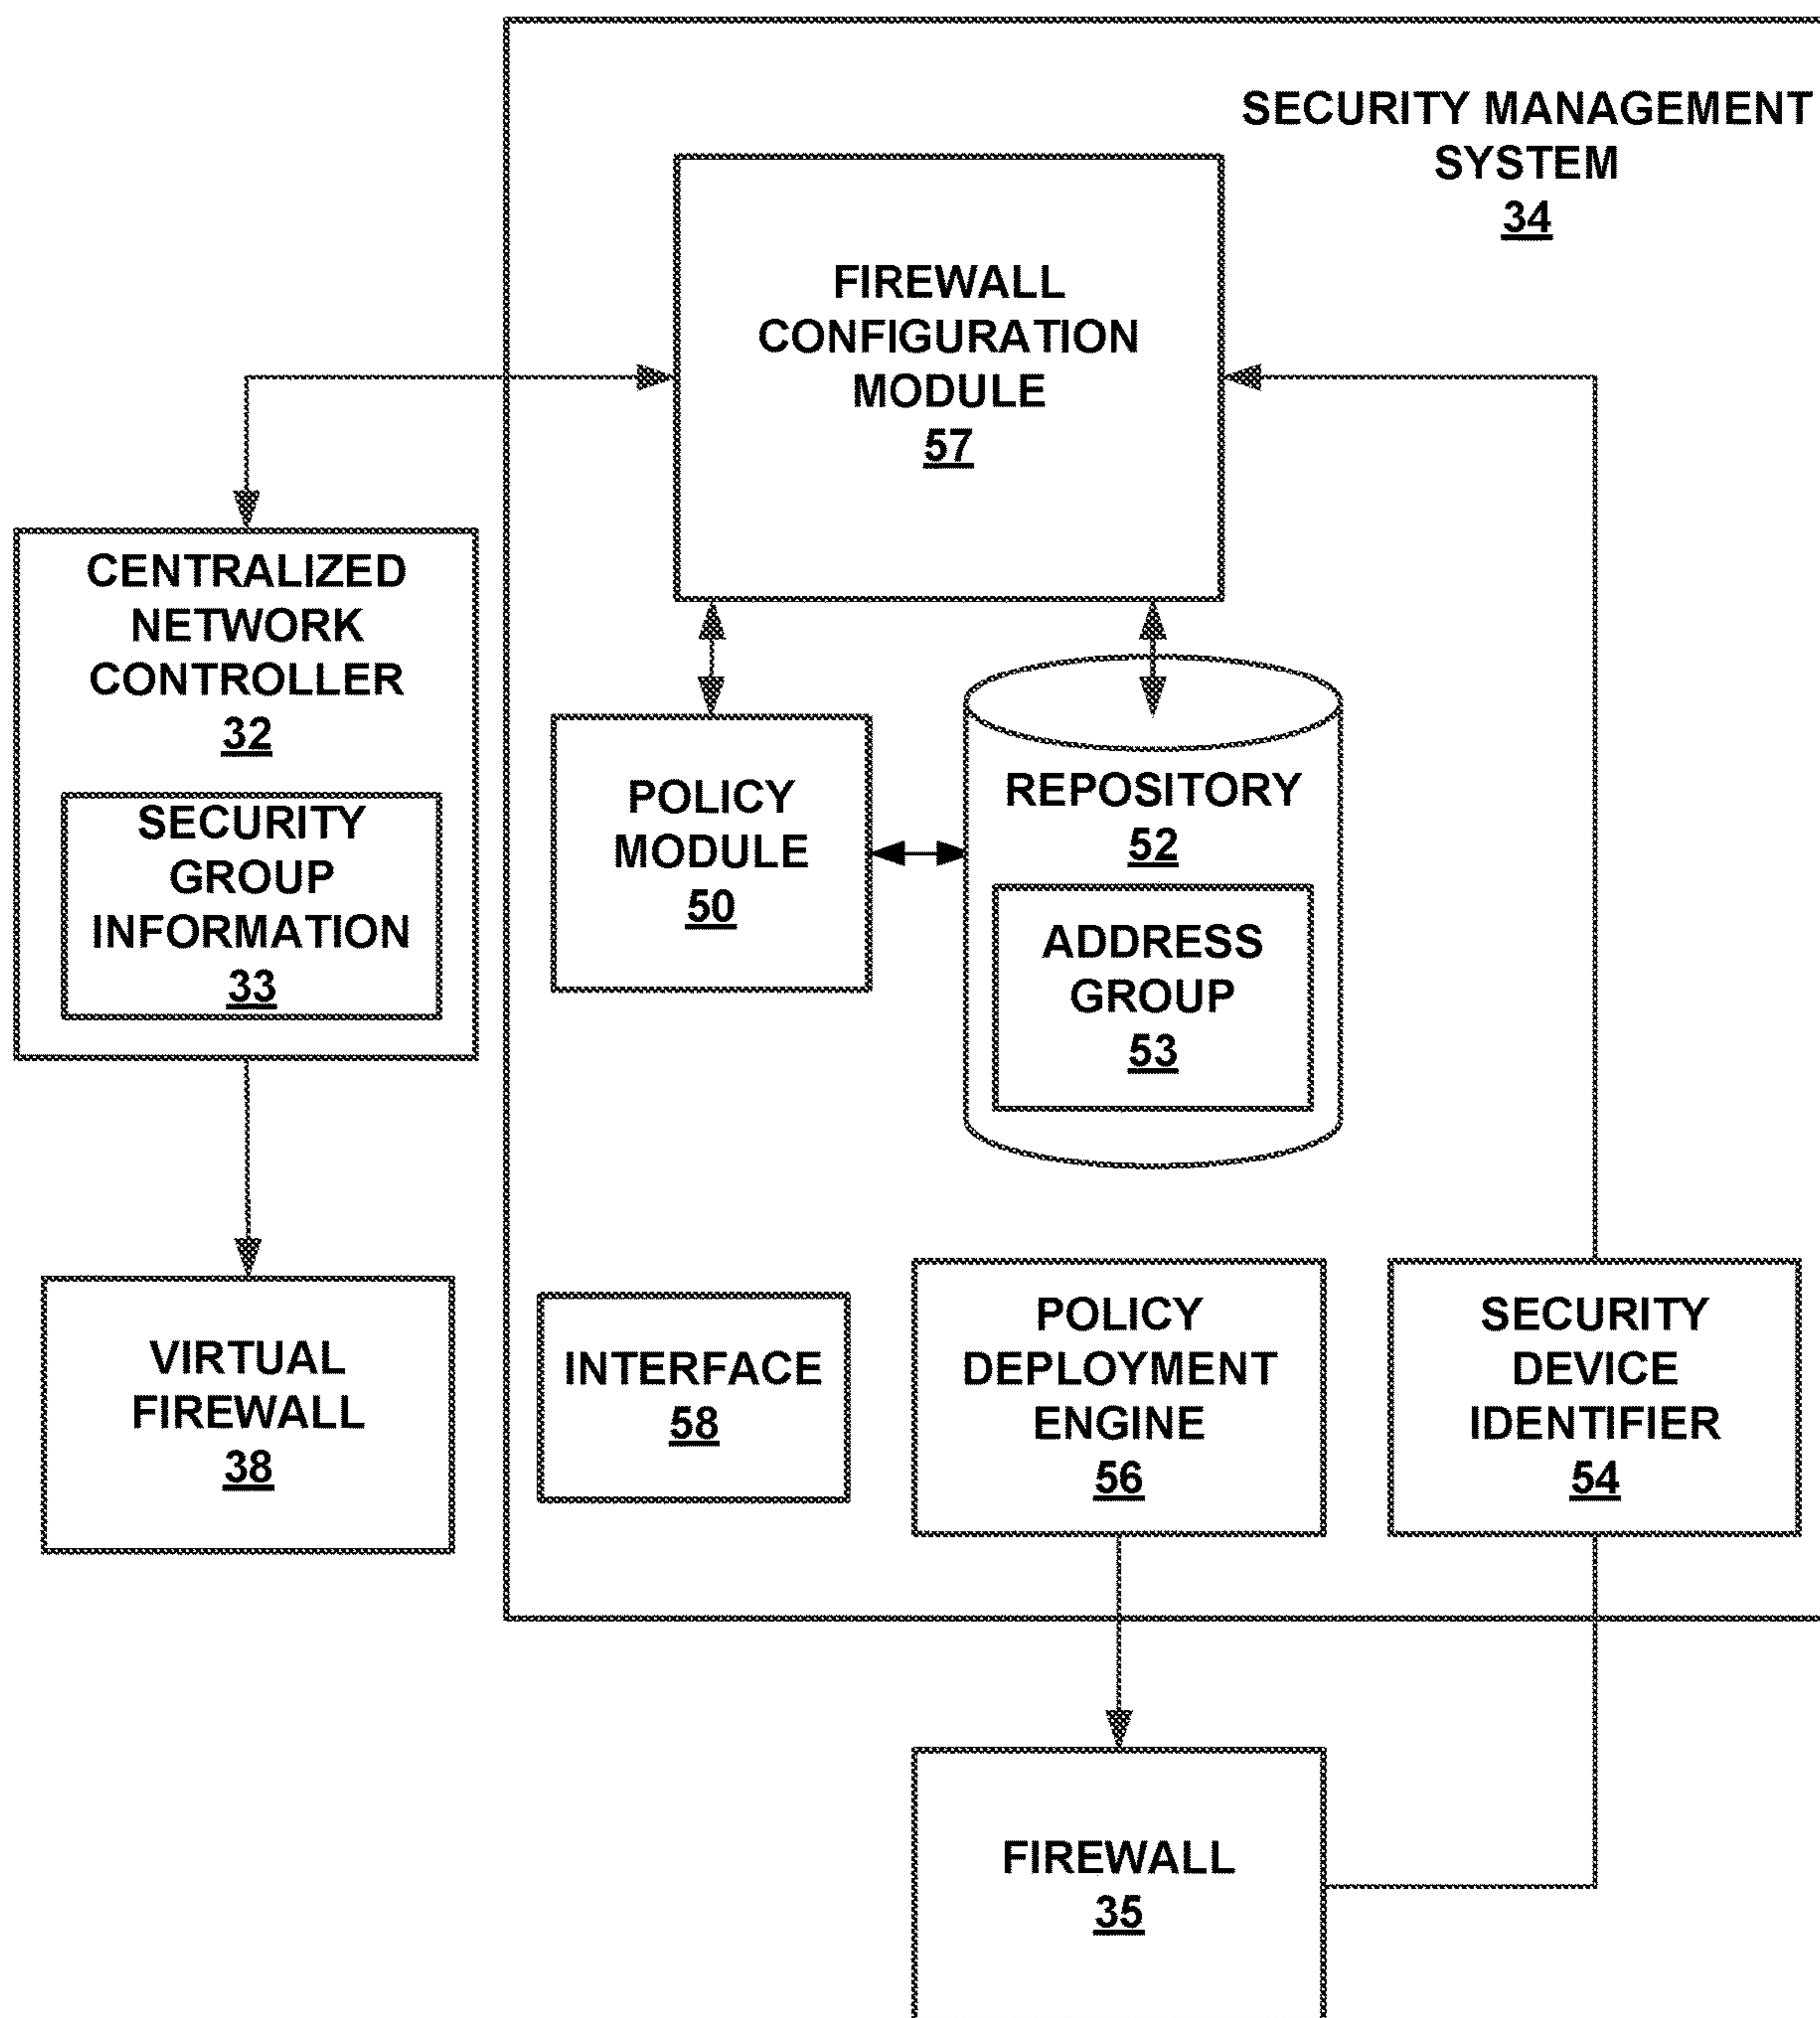 SECURITY MANAGEMENT
SYSTEM
34
FIREWALL
CONFIGURATION
MODULE
57
CENTRALIZED
NETWORK
CONTROLLER
32
SECURITY
GROUP
INFORMATION
33
POLICY
MODULE
50
REPOSITORY
52
ADDRESS
GROUP
53
VIRTUAL
FIREWALL
38
INTERFACE
58
POLICY
DEPLOYMENT
ENGINE
56
SECURITY
DEVICE
IDENTIFIER
54
FIREWALL
35